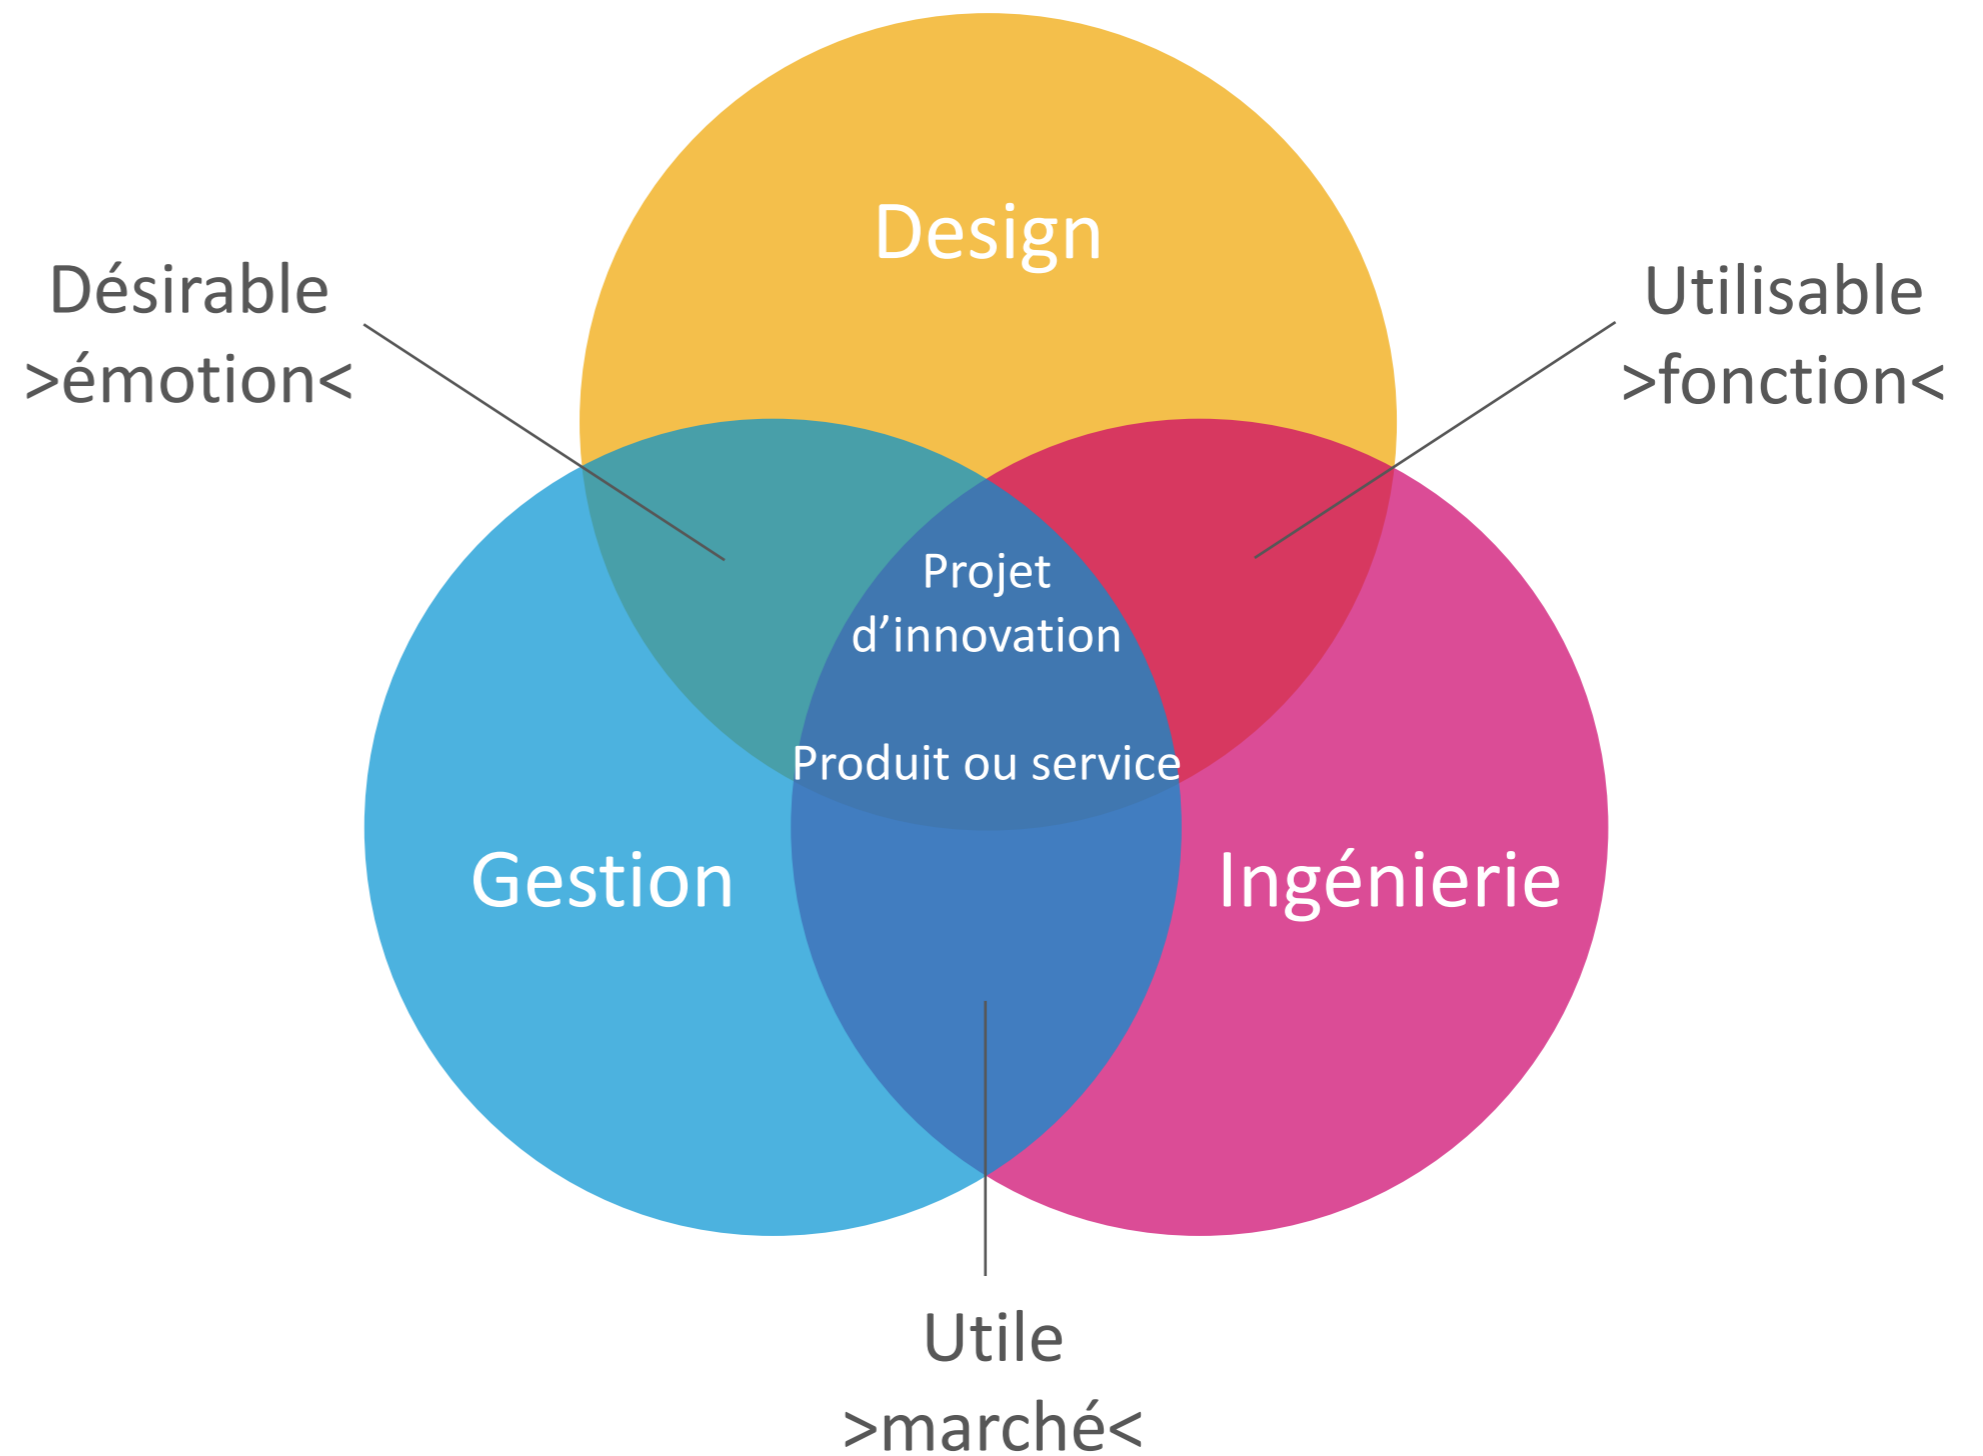 Design
Désirable
>émotion<
Utilisable
>fonction<
Projet
d’innovation
Produit ou service
Gestion
Ingénierie
Utile
>marché<